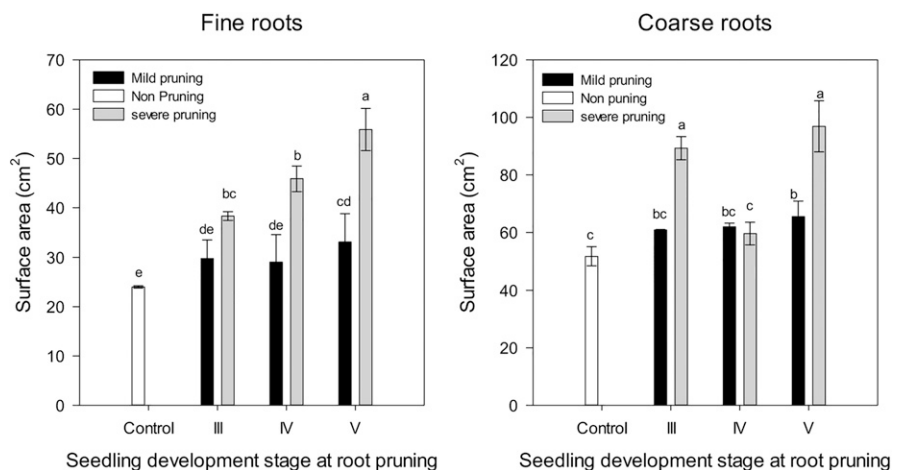 Fine roots
Surface area (cm2)
70
60
50
40
30
20
10
0
Mild pruning
Non Pruning
severe pruning
e
de
bc
de
b
cd
a
Control
III
IV
V
Seedling development stage at root pruning
Coarse roots
Surface area (cm2)
120
100
80
60
40
20
0
Mild pruning
Non puning
severe pruning
c
bc
a
bc
c
b
a
Control
III
IV
V
Seedling development stage at root pruning